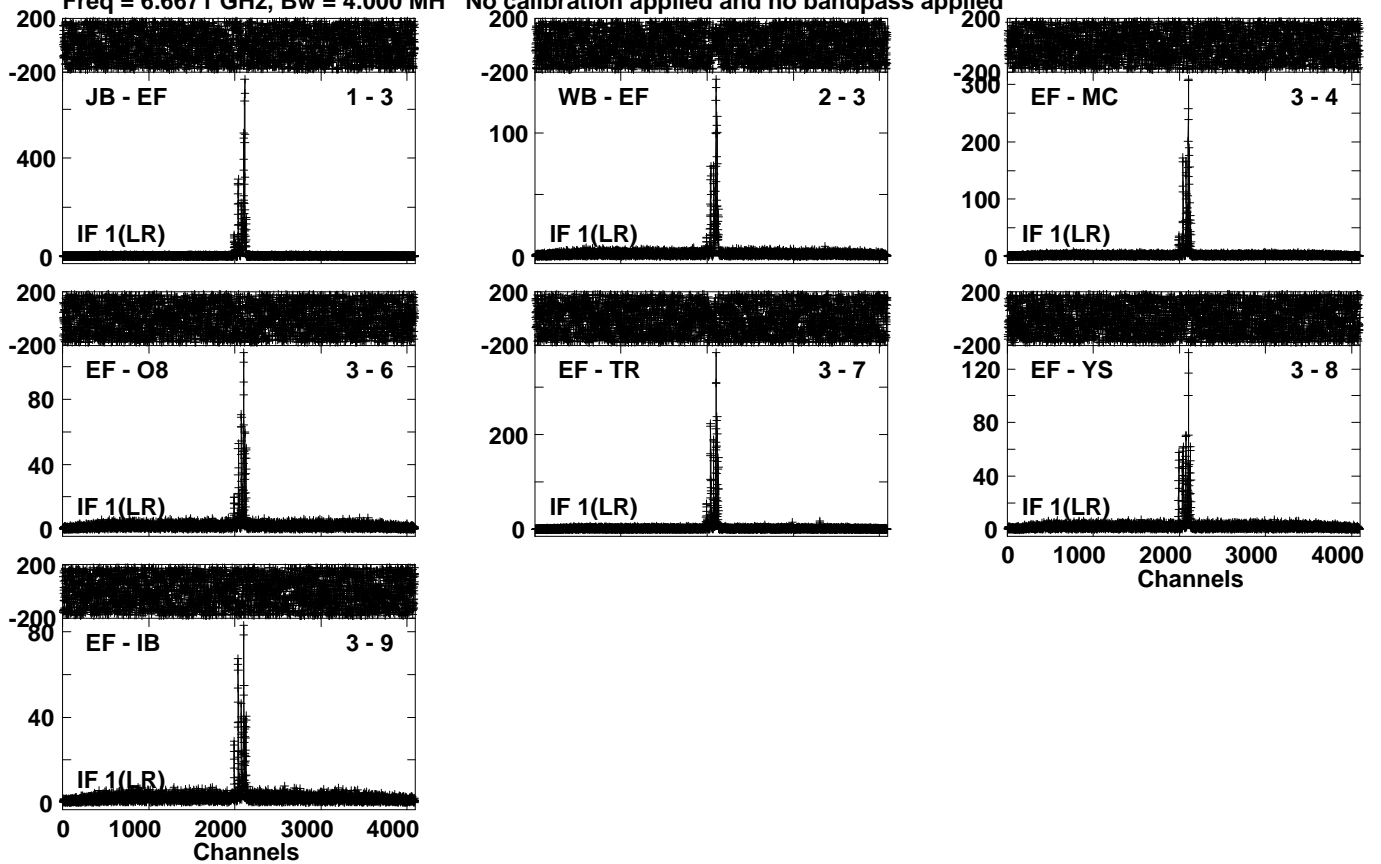 Freq = 6.6671 GHz, Bw = 4.000 MH No calibration applied and no bandpass applied
200
-200
JB - EF 1 - 3
400
IF 1(LR)
0
200
-200
WB - EF 2 - 3
100
IF 1(LR)
0
200
-200
300
EF - MC 3 - 4
200
100
IF 1(LR)
0
200
-200
EF - O8 3 - 6
80
40
IF 1(LR)
0
200
-200
EF - TR 3 - 7
200
IF 1(LR)
0
200
-200
120
EF - YS 3 - 8
80
40
IF 1(LR)
0
0 1000 2000 3000 4000
Channels
200
-200
80
EF - IB 3 - 9
40
IF 1(LR)
0
0 1000 2000 3000 4000
Channels